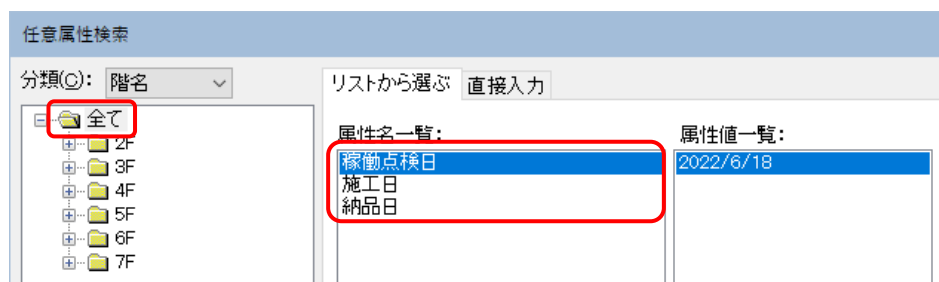 任意属性検索
分類(C): 階名
全て
2F
3F
4F
5F
6F
7F
リストから選ぶ 直接入力
属性名一覧:
稼働点検日
施工日
納品日
属性値一覧:
2022/6/18